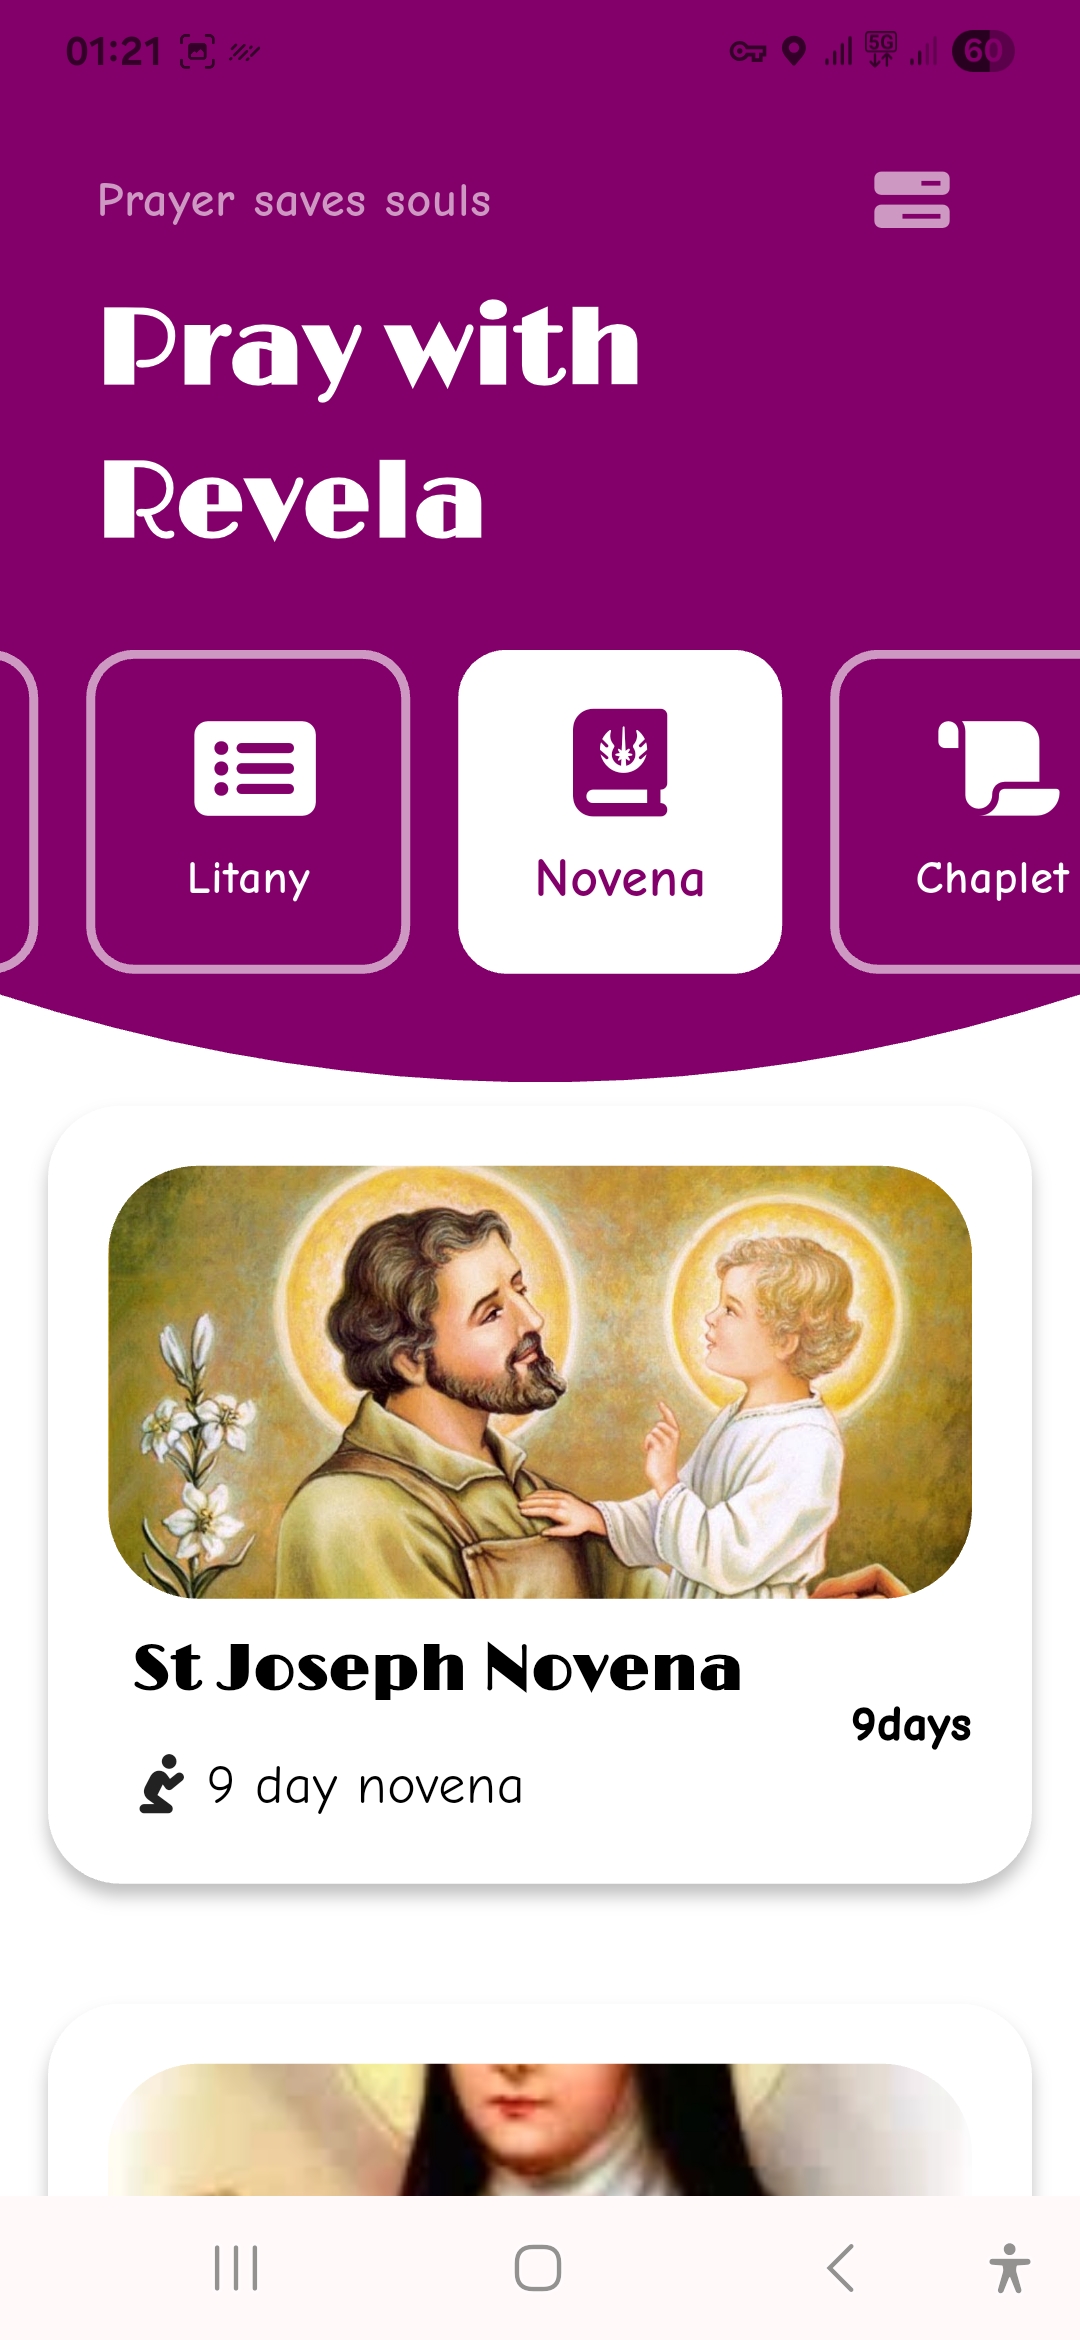 01:21
5G
60
Prayer saves souls
Pray with
Revela
Litany
Novena
Chaplet
St Joseph Novena
9days
9 day novena